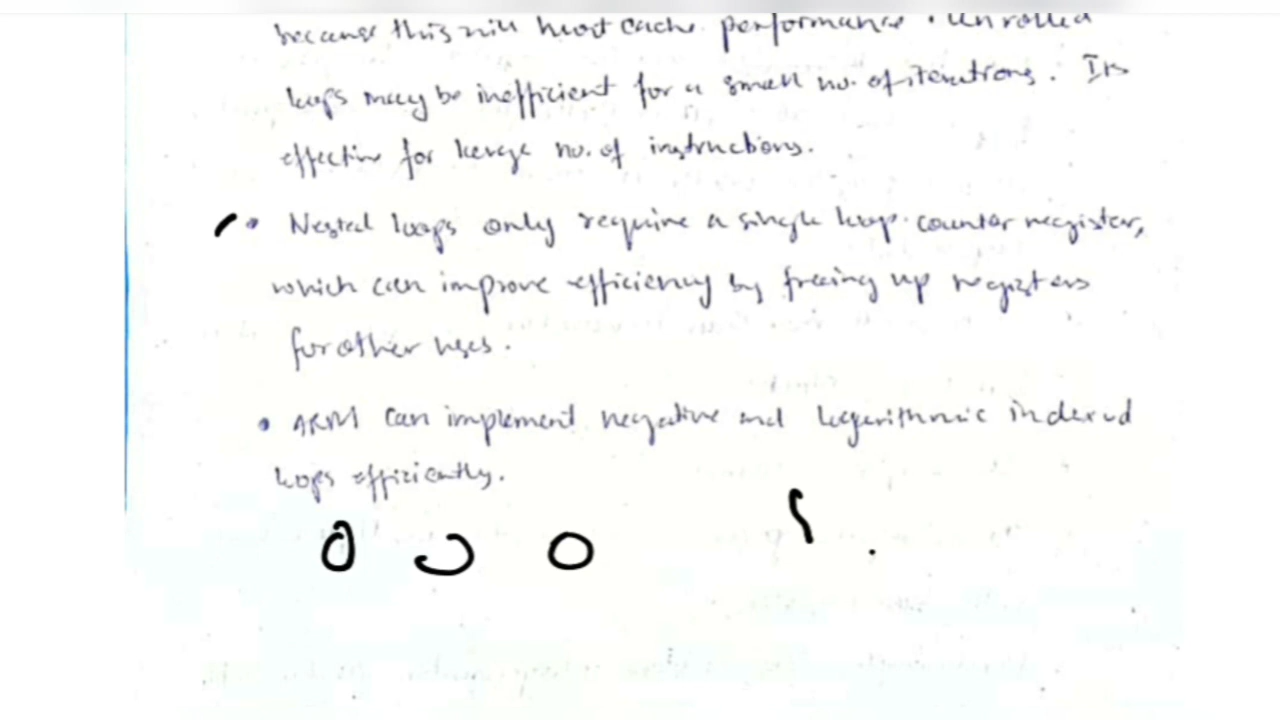 because this will hurt cache performance. Unrolled
loops may be inefficient for a small no. of iterations. It's
effective for large no. of instructions.
• Nested loops only require a single loop counter register,
which can improve efficiency by freeing up registers
for other uses.
• ARM can implement negative and logarithmic indexed
loops efficiently.